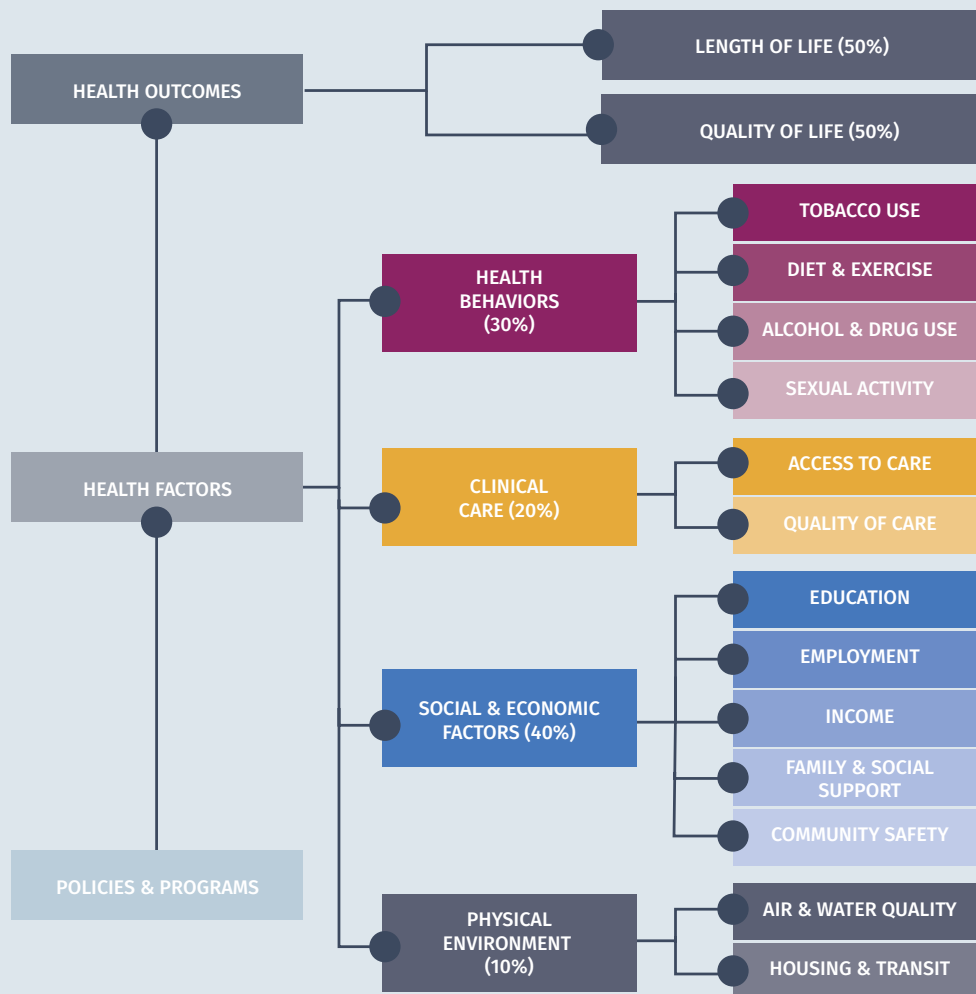 HEALTH OUTCOMES
LENGTH OF LIFE (50%)
QUALITY OF LIFE (50%)
HEALTH FACTORS
HEALTH
BEHAVIORS
(30%)
TOBACCO USE
DIET & EXERCISE
ALCOHOL & DRUG USE
SEXUAL ACTIVITY
CLINICAL
CARE (20%)
ACCESS TO CARE
QUALITY OF CARE
SOCIAL & ECONOMIC
FACTORS (40%)
EDUCATION
EMPLOYMENT
INCOME
FAMILY & SOCIAL
SUPPORT
COMMUNITY SAFETY
POLICIES & PROGRAMS
PHYSICAL
ENVIRONMENT
(10%)
AIR & WATER QUALITY
HOUSING & TRANSIT